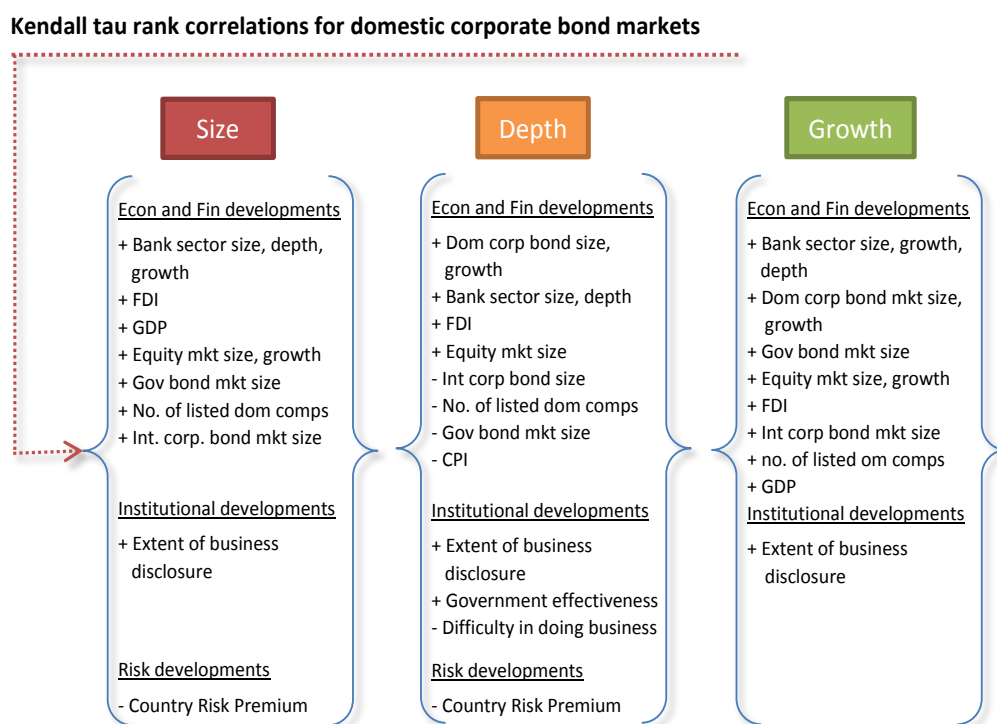 Kendall tau rank correlations for domestic corporate bond markets
Size
Econ and Fin developments
+ Bank sector size, depth,
growth
+ FDI
+ GDP
+ Equity mkt size, growth
+ Gov bond mkt size
+ No. of listed dom comps
+ Int. corp. bond mkt size
Institutional developments
+ Extent of business
disclosure
Risk developments
- Country Risk Premium
Depth
Econ and Fin developments
+ Dom corp bond size,
growth
+ Bank sector size, depth
+ FDI
+ Equity mkt size
- Int corp bond size
- No. of listed dom comps
- Gov bond mkt size
- CPI
Institutional developments
+ Extent of business
disclosure
+ Government effectiveness
- Difficulty in doing business
Risk developments
- Country Risk Premium
Growth
Econ and Fin developments
+ Bank sector size, growth,
depth
+ Dom corp bond mkt size,
growth
+ Gov bond mkt size
+ Equity mkt size, growth
+ FDI
+ Int corp bond mkt size
+ no. of listed om comps
+ GDP
Institutional developments
+ Extent of business
disclosure